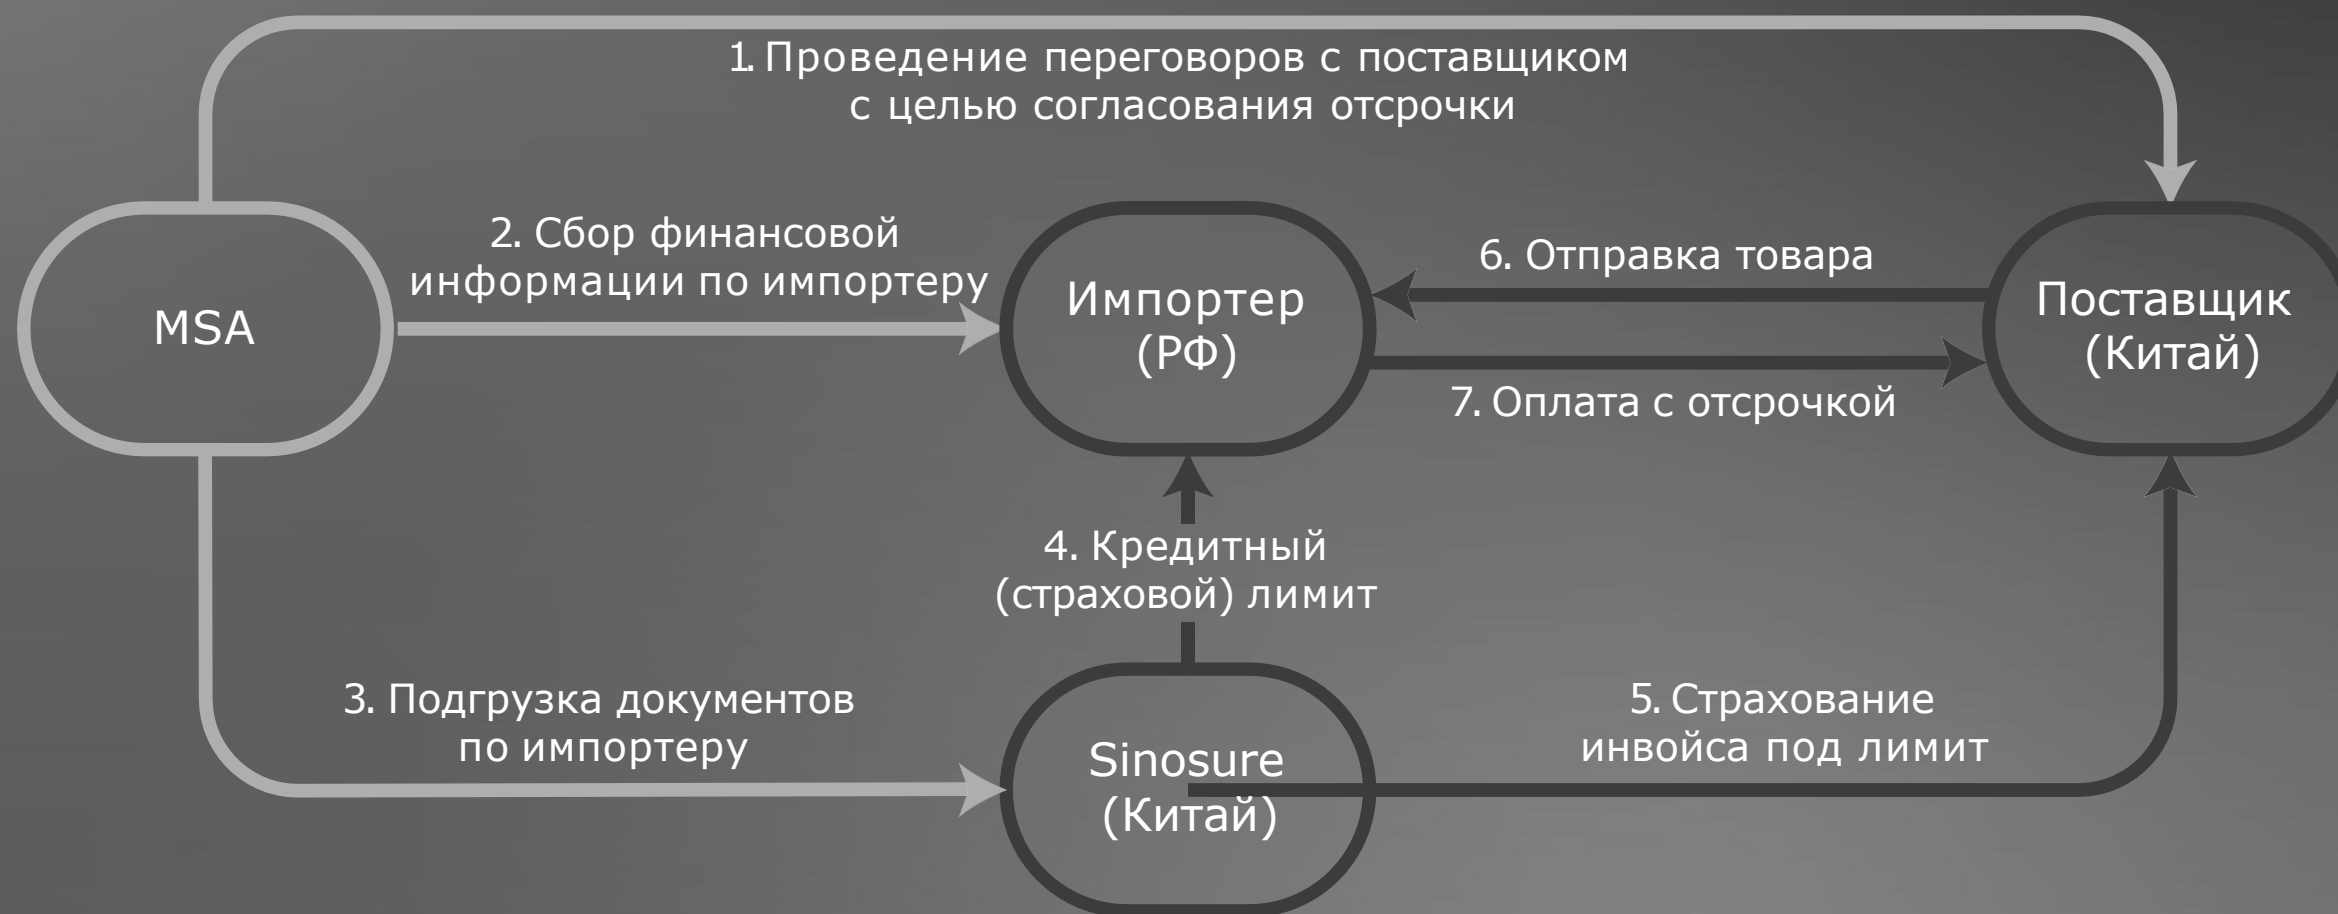 1. Проведение переговоров с поставщиком
с целью согласования отсрочки
2. Сбор финансовой
информации по импортеру
MSA
Импортер
(РФ)
6. Отправка товара
7. Оплата с отсрочкой
Поставщик
(Китай)
4. Кредитный
(страховой) лимит
3. Подгрузка документов
по импортеру
Sinosure
(Китай)
5. Страхование
инвойса под лимит